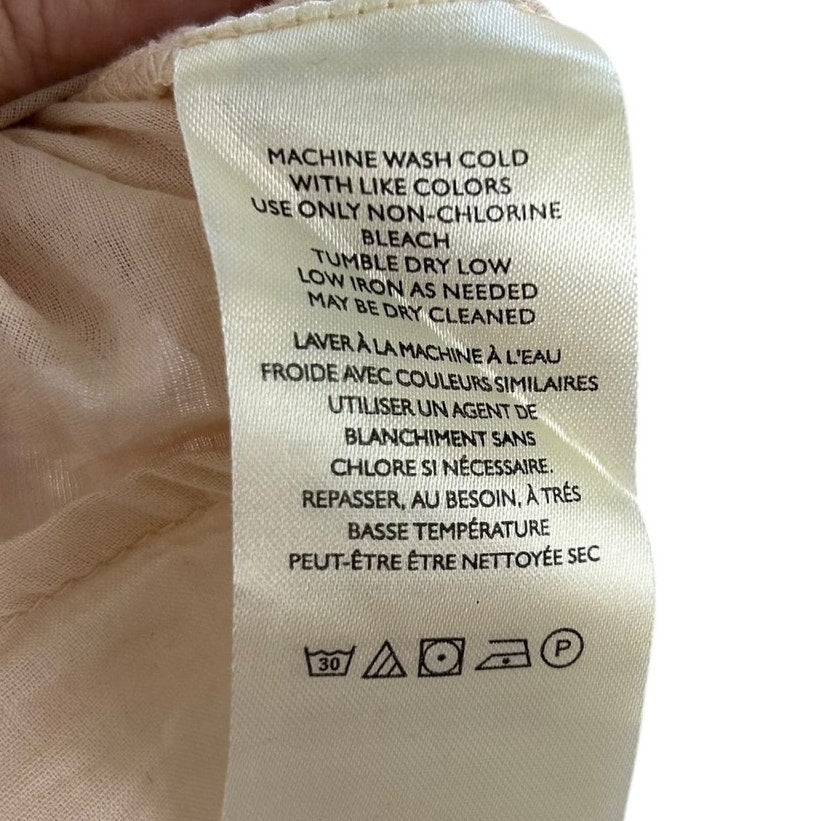 MACHINE WASH COLD
WITH LIKE COLORS
USE ONLY NON-CHLORINE
BLEACH
TUMBLE DRY LOW
LOW IRON AS NEEDED
MAY BE DRY CLEANED
LAVER À LA MACHINE À L'EAU
FROIDE AVEC COULEURS SIMILAIRES
UTILISER UN AGENT DE
BLANCHIMENT SANS
CHLORE SI NÉCESSAIRE.
REPASSER, AU BESOIN, À TRÉS
BASSE TEMPÉRATURE
PEUT-ÊTRE ÊTRE NETTOYÉE SEC
30 P